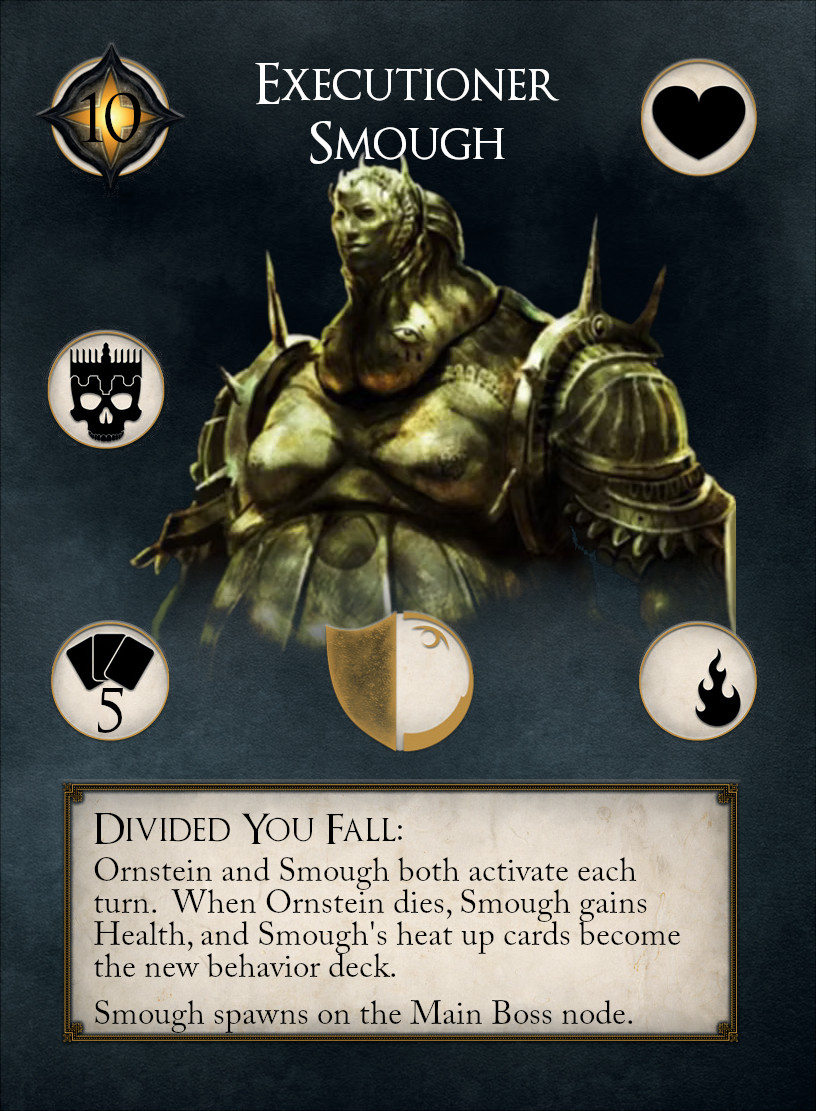 10
Executioner
Smough
5
Divided You Fall:
Ornstein and Smough both activate each
turn. When Ornstein dies, Smough gains
Health, and Smough's heat up cards become
the new behavior deck.
Smough spawns on the Main Boss node.